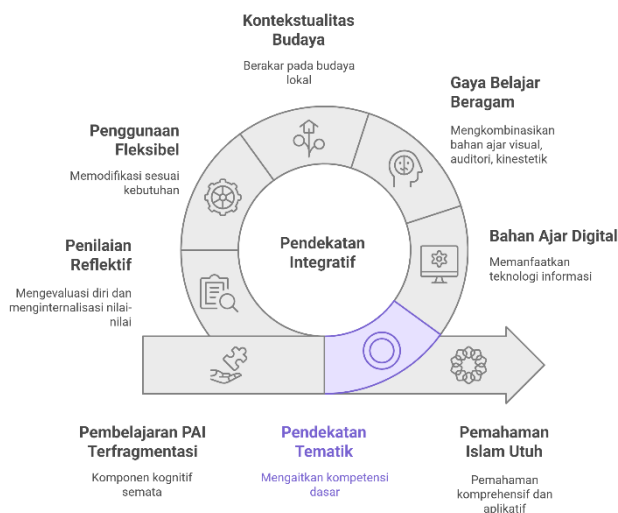 Kontekstualitas
Budaya
Berakar pada budaya
lokal
Gaya Belajar
Beragam
Mengkombinasikan
bahan ajar visual,
auditori, kinestetik
Penggunaan
Fleksibel
Memodifikasi sesuai
kebutuhan
Pendekatan
Integratif
Bahan Ajar Digital
Memanfaatkan
teknologi informasi
Penilaian
Reflektif
Mengevaluasi diri dan
menginternalisasi nilai-
nilai
Pembelajaran PAI
Terfragmentasi
Komponen kognitif
semata
Pendekatan
Tematik
Mengaitkan kompetensi
dasar
Pemahaman
Islam Utuh
Pemahaman
komprehensif dan
aplikatif